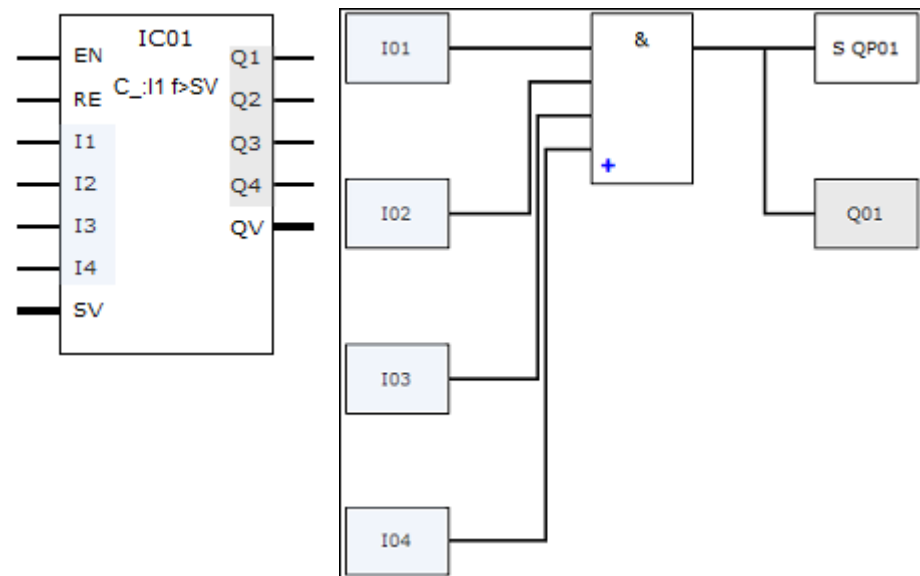 IC01
C_:I1 f>SV
EN
RE
I1
I2
I3
I4
SV
Q1
Q2
Q3
Q4
QV
I01
I02
I03
I04
&
+
S QP01
Q01